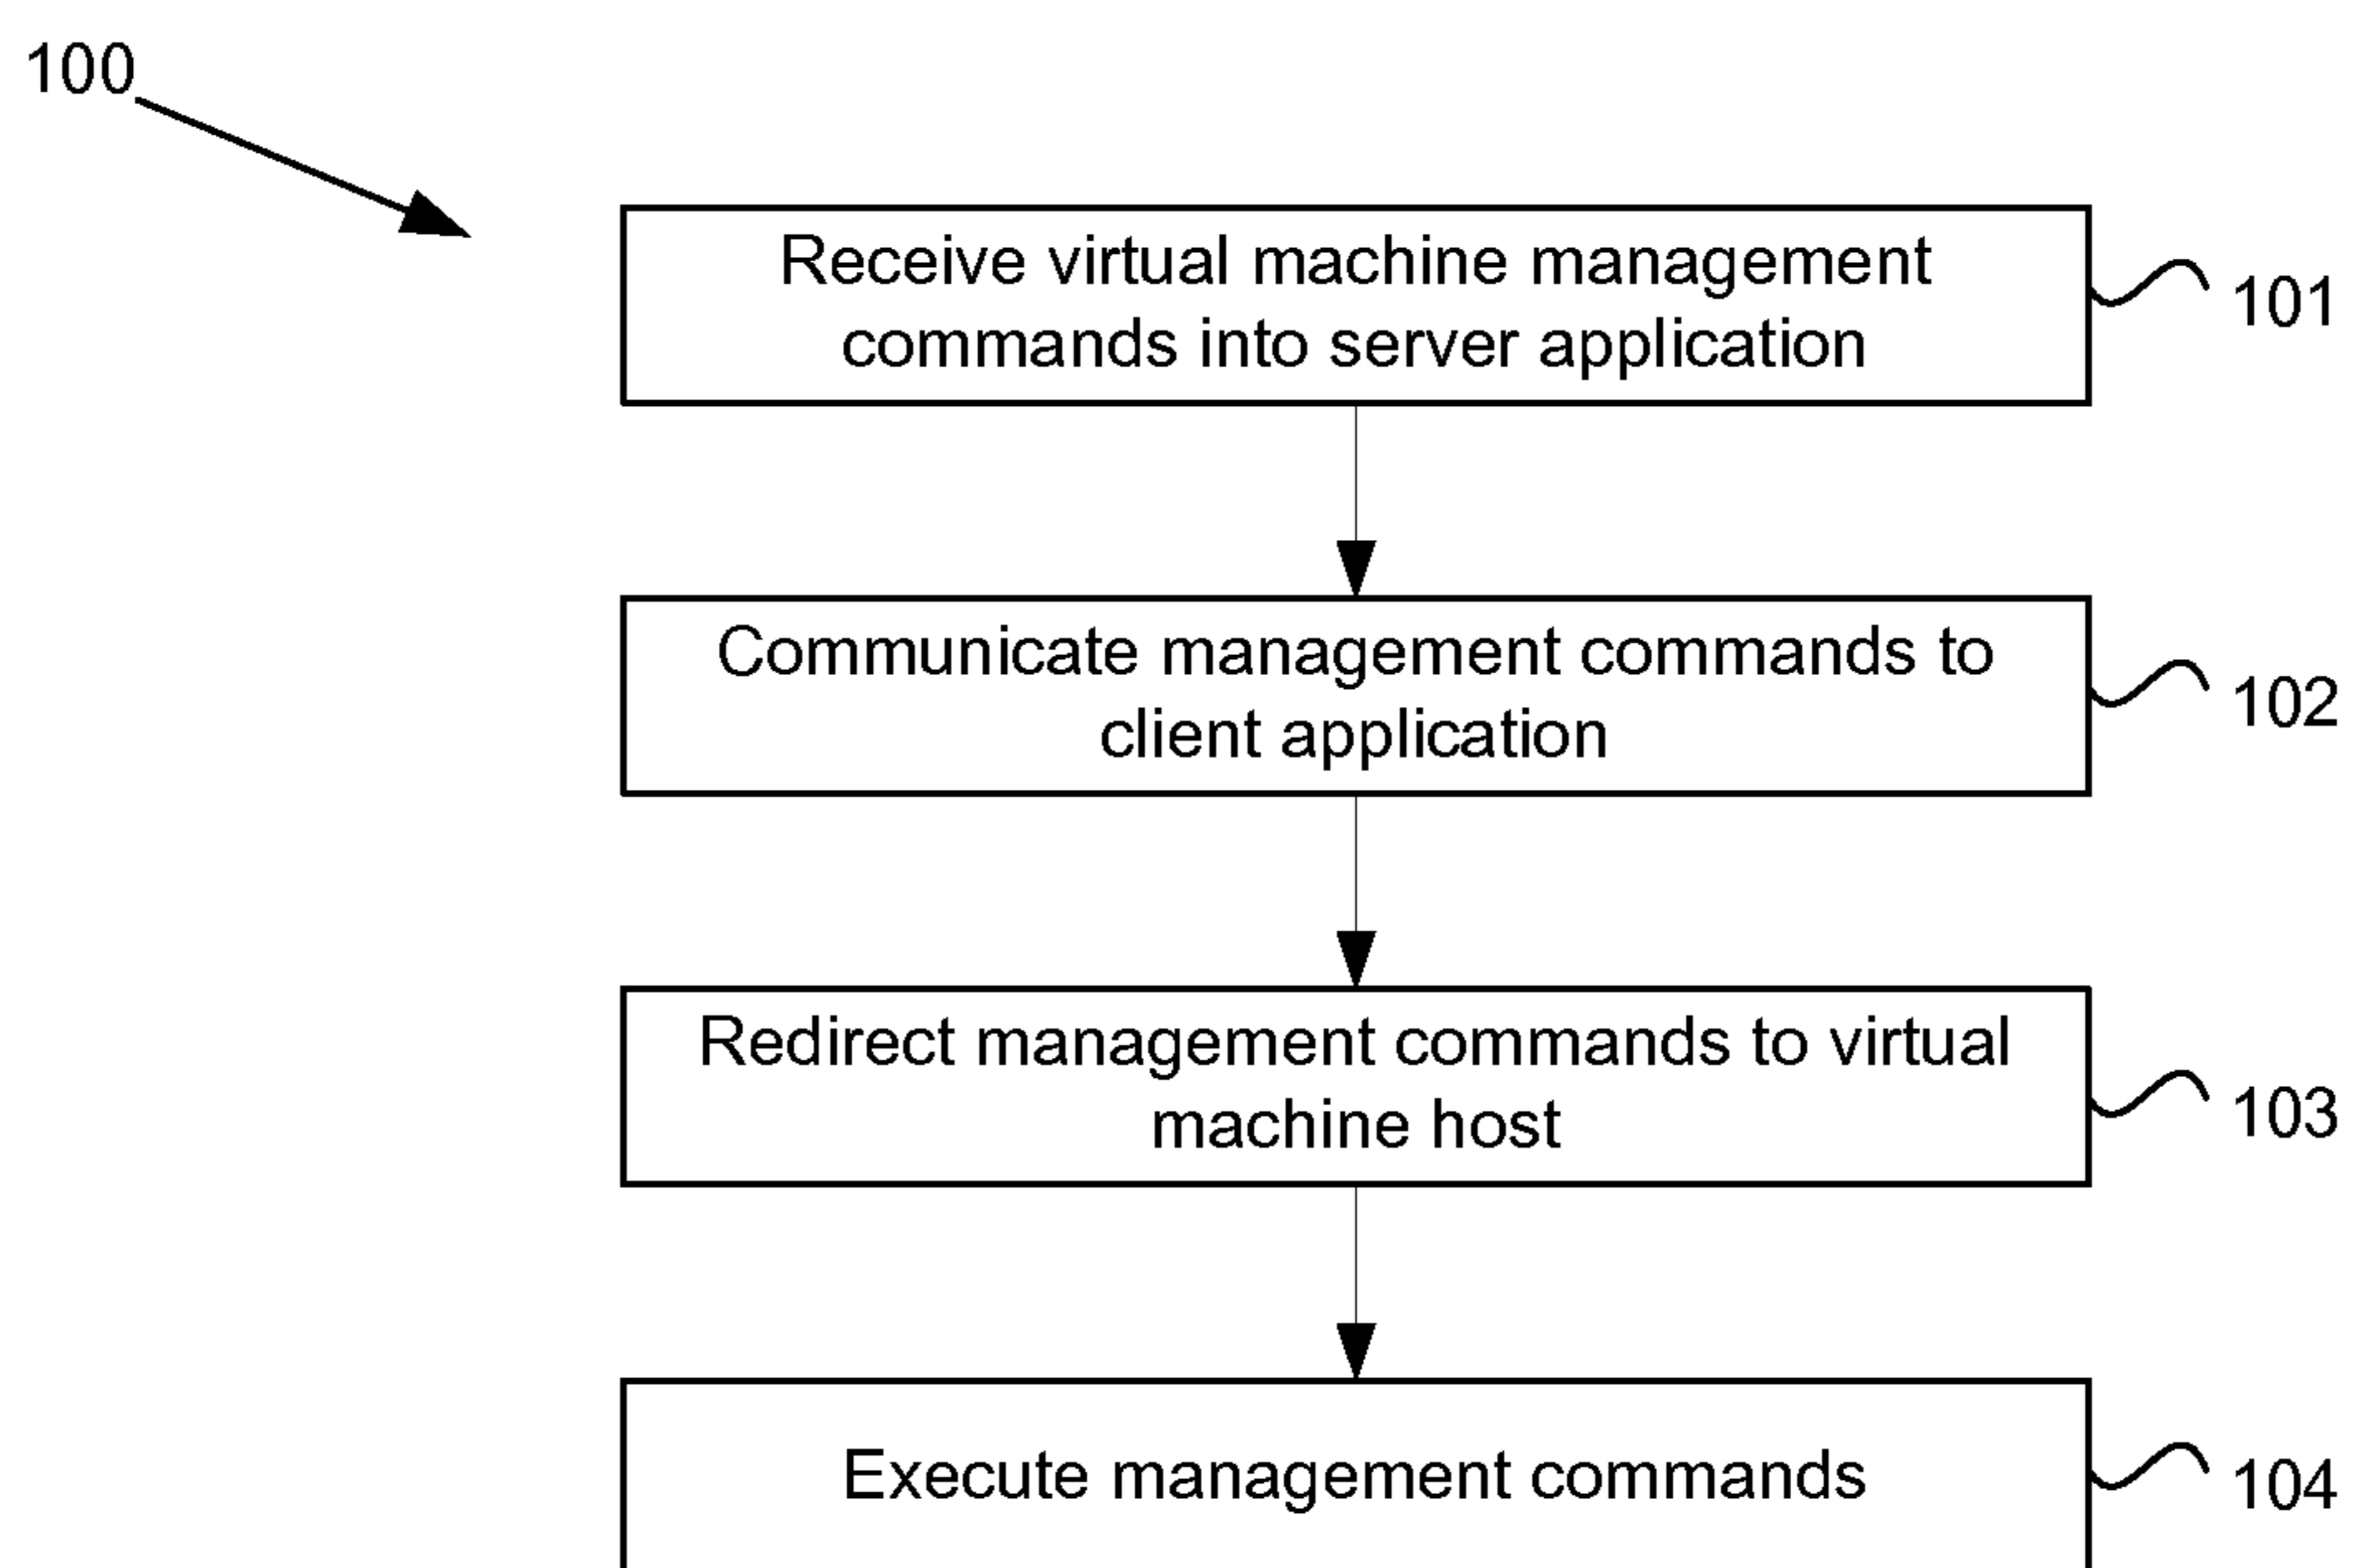 100
Receive virtual machine management
commands into server application
101
Communicate management commands to
client application
102
Redirect management commands to virtual
machine host
103
Execute management commands
104